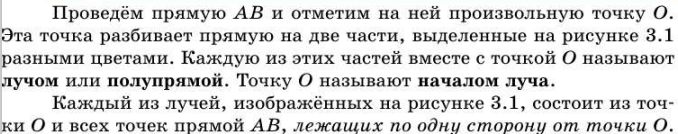 Проведём прямую AB и отметим на ней произвольную точку O.
Эта точка разбивает прямую на две части, выделенные на рисунке 3.1
разными цветами. Каждую из этих частей вместе с точкой O называют
лучом или полупрямой. Точку O называют началом луча.
Каждый из лучей, изображённых на рисунке 3.1, состоит из точ-
ки O и всех точек прямой AB, лежащих по одну сторону от точки O.